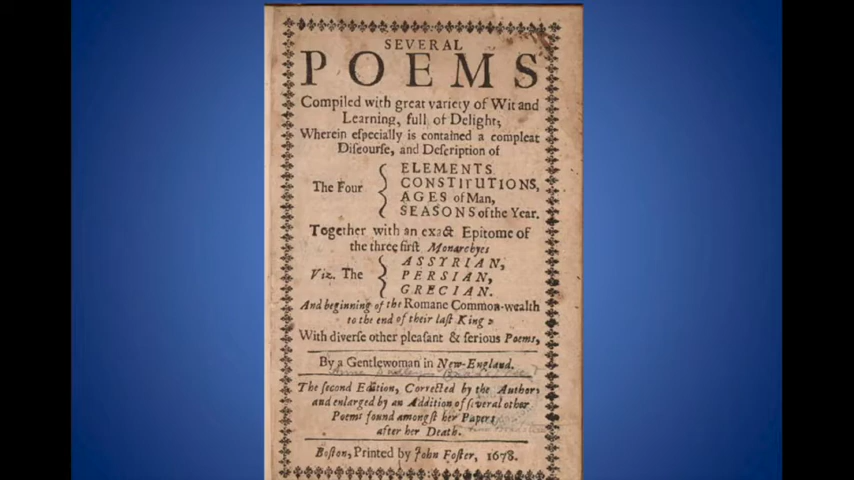 SEVERAL
POEMS
Compiled with great variety of Wit and
Learning, full of Delight;
Wherein eſpecially is contained a compleat
Diſcourſe, and Deſcription of
The Four
ELEMENTS
CONSTITUTIONS,
AGES of Man,
SEASONS of the Year.
Together with an exact Epitome of
the three firſt Monarchyes
Viz. The
ASSYRIAN,
PERSIAN,
GRECIAN.
And beginning of the Romane Common-wealth
to the end of their laſt King:
With diverſe other pleaſant & ſerious Poems,
By a Gentlewoman in New-England.
The ſecond Edition, Corrected by the Author,
and enlarged by an Addition of ſeveral other
Poems found amongſt her Papers
after her Death.
Boſton, Printed by John Foſter, 1678.